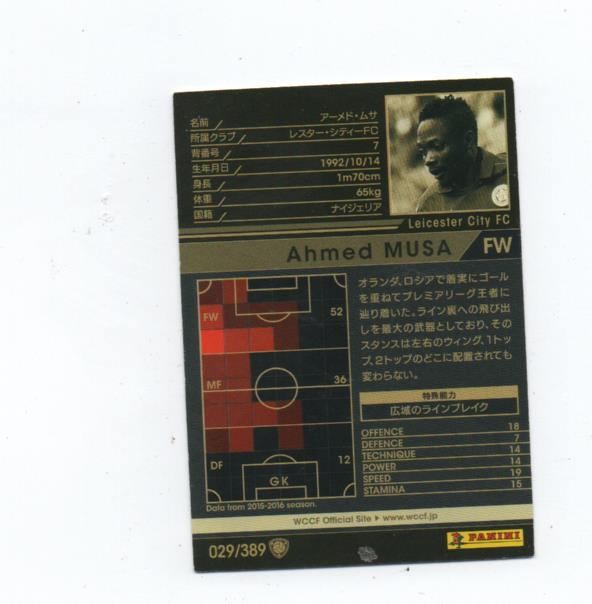 名前 アーメド・ムサ
所属クラブ レスター・シティーFC
背番号 7
生年月日 1992/10/14
身長 1m70cm
体重 65kg
国籍 ナイジェリア
Leicester City FC
Ahmed MUSA FW
オランダ、ロシアで着実にゴール
を重ねてプレミアリーグ王者に
辿り着いた。ライン裏への飛び出
しを最大の武器としており、その
スタンスは左右のウィング、1トッ
プ、2トップのどこに配置されても
変わらない。
特殊能力
広域のラインブレイク
OFFENCE 18
DEFENCE 7
TECHNIQUE 14
POWER 14
SPEED 19
STAMINA 15
FW 52
MF 36
DF 12
GK
Data from 2015-2016 season.
WCCF Official Site ▶ www.wccf.jp
029/389
PANINI